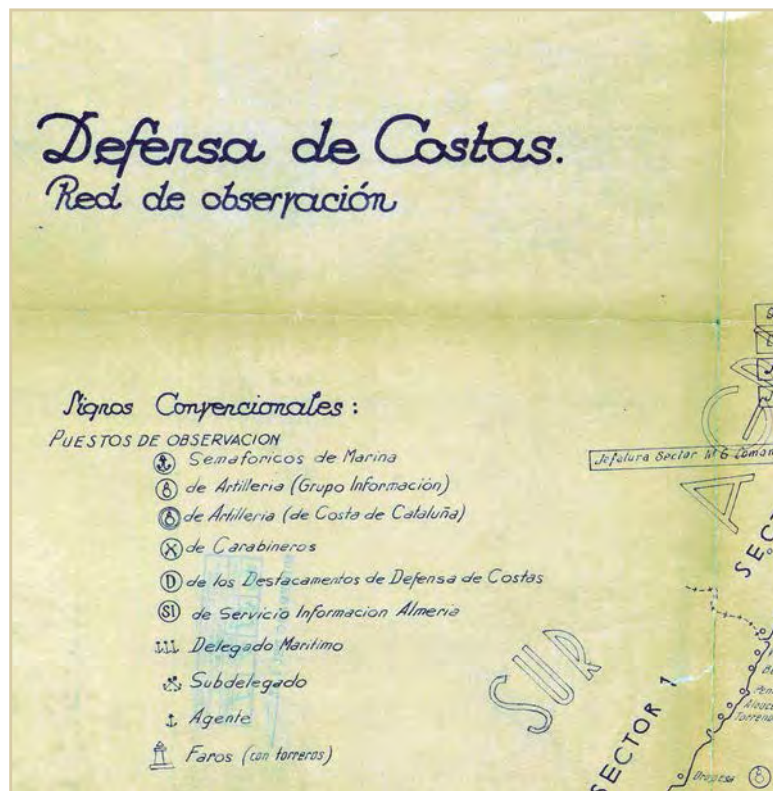 Defensa de Costas.
Red de observación
Signos Convencionales:
PUESTOS DE OBSERVACION
Semaforicos de Marina
de Artilleria (Grupo Información)
de Artilleria (de Costa de Cataluña)
X de Carabineros
D de los Destacamentos de Defensa de Costas
SI de Servicio Informacion Almeria
Delegado Maritimo
Subdelegado
Agente
Faros (con torreros)
Jefatura Sector Nº 6
SUR
SECTOR 1
Oropesa